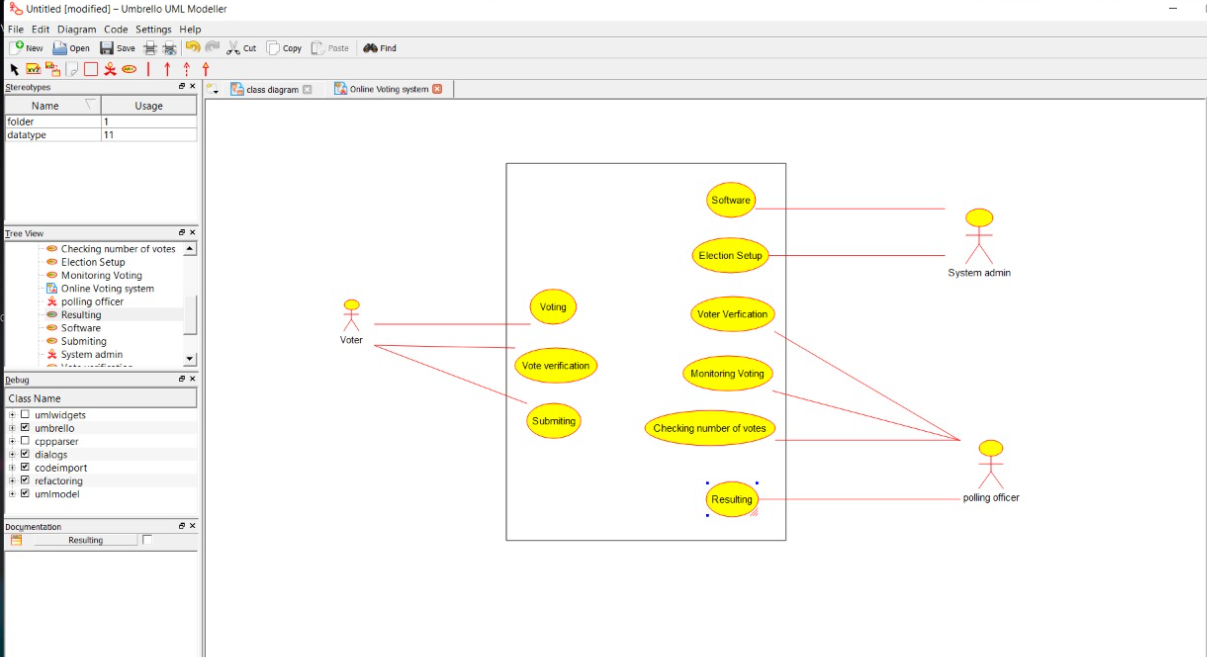 Untitled [modified] – Umbrello UML Modeller
File Edit Diagram Code Settings Help
New Open Save Cut Copy Paste Find
Stereotypes
Name Usage
folder 1
datatype 11
Tree View
Checking number of votes
Election Setup
Monitoring Voting
Online Voting system
polling officer
Resulting
Software
Submiting
System admin
Debug
Class Name
umlwidgets
umbrello
cppparser
dialogs
codeimport
refactoring
umlmodel
Documentation
Resulting
class diagram Online Voting system
Software
System admin
Election Setup
Voting
Voter Verfication
Voter
Vote verification
Monitoring Voting
Submiting
Checking number of votes
Resulting
polling officer